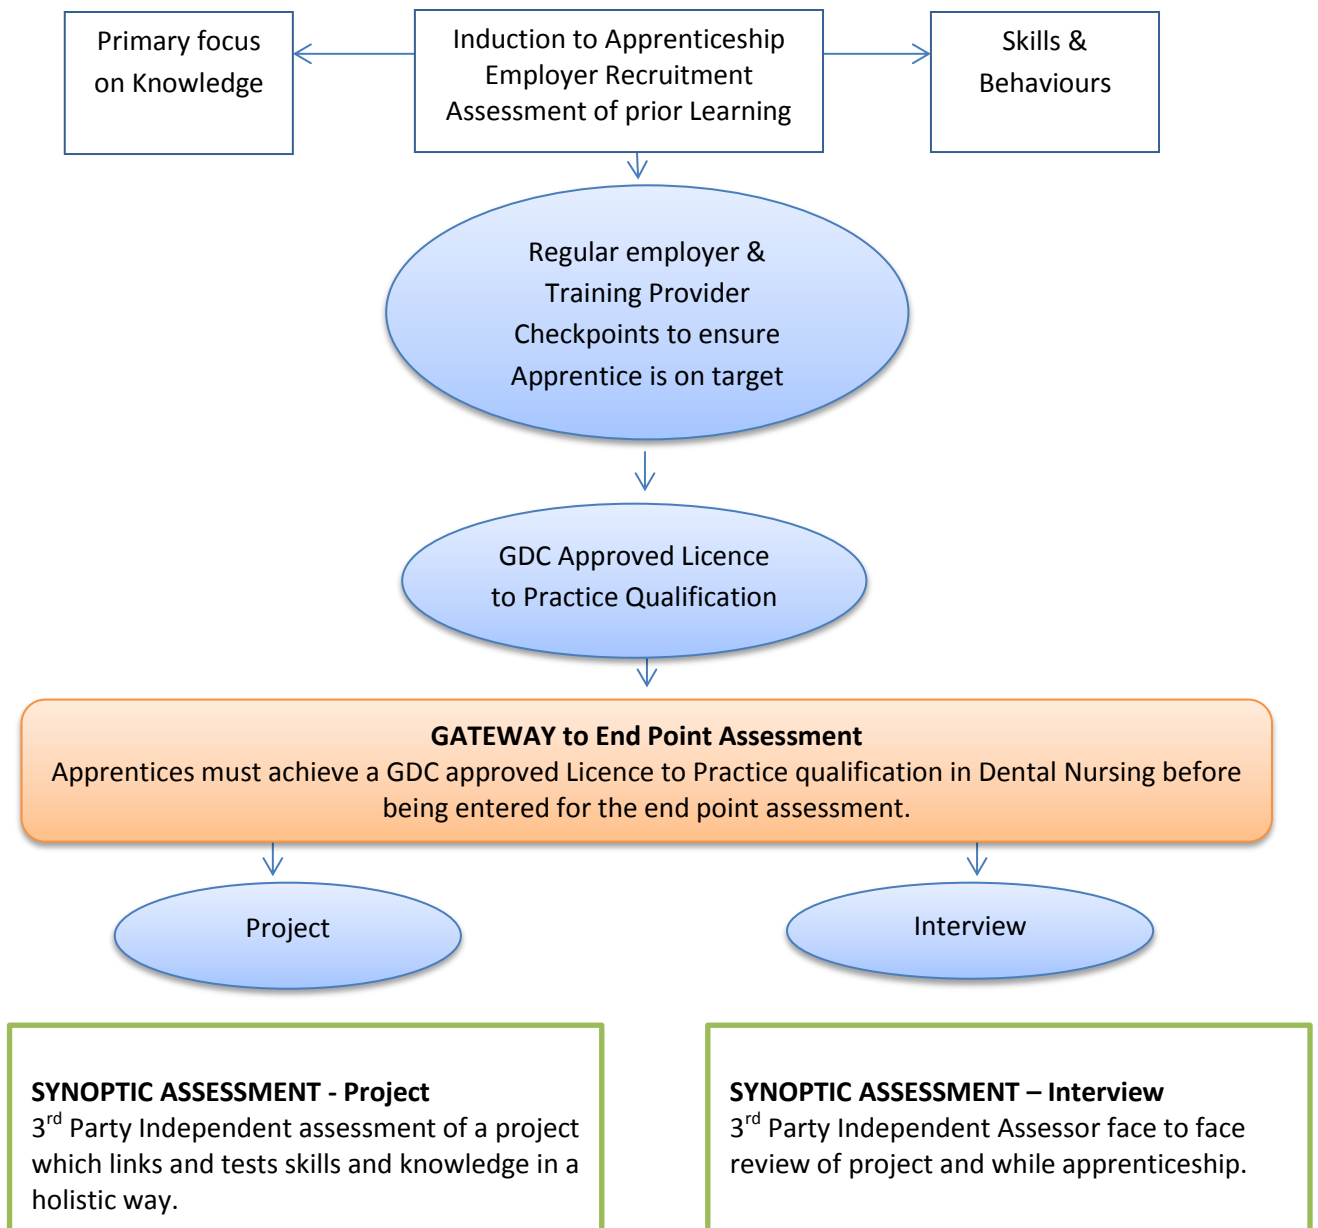 Primary focus
on Knowledge
Induction to Apprenticeship
Employer Recruitment
Assessment of prior Learning
Skills &
Behaviours
Regular employer &
Training Provider
Checkpoints to ensure
Apprentice is on target
GDC Approved Licence
to Practice Qualification
GATEWAY to End Point Assessment
Apprentices must achieve a GDC approved Licence to Practice qualification in Dental Nursing before
being entered for the end point assessment.
Project
Interview
SYNOPTIC ASSESSMENT - Project
3rd Party Independent assessment of a project
which links and tests skills and knowledge in a
holistic way.
SYNOPTIC ASSESSMENT – Interview
3rd Party Independent Assessor face to face
review of project and while apprenticeship.